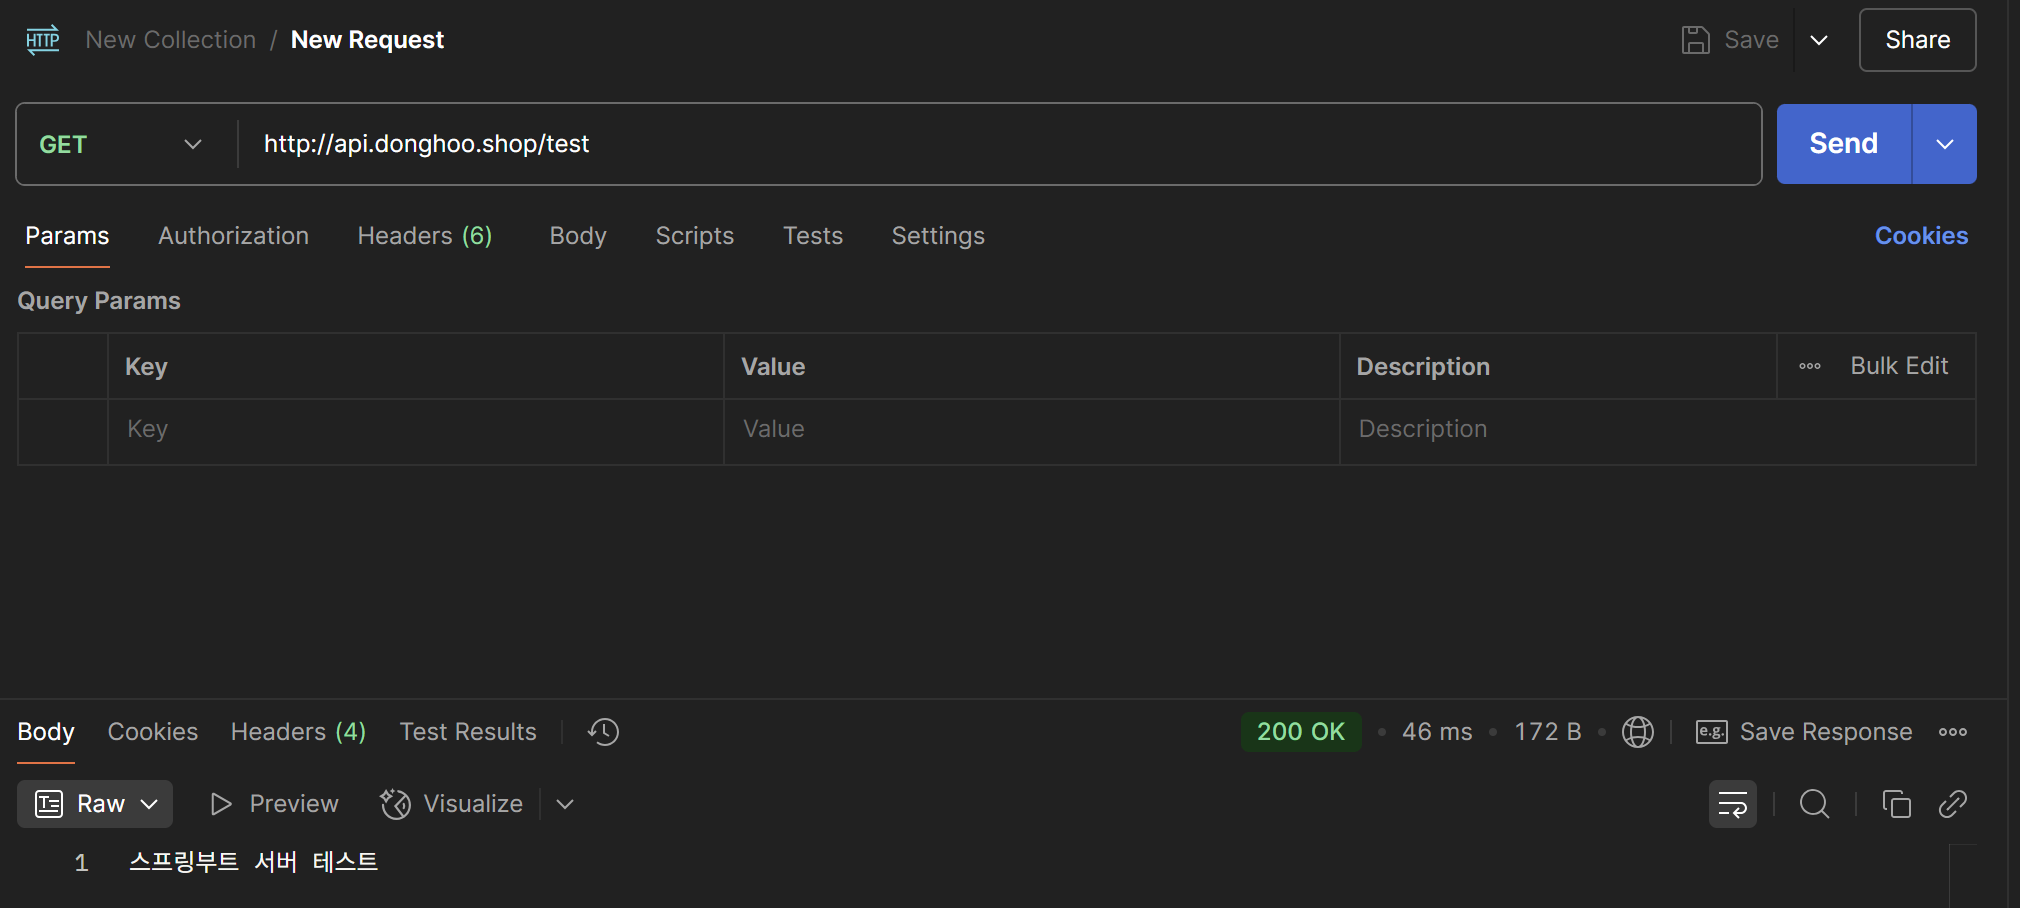 HTTP New Collection / New Request Save Share
GET http://api.donghoo.shop/test Send
Params Authorization Headers (6) Body Scripts Tests Settings Cookies
Query Params
Key Value Description Bulk Edit
Key Value Description
Body Cookies Headers (4) Test Results 200 OK • 46 ms • 172 B • e.g. Save Response
Raw Preview Visualize
1 스프링부트 서버 테스트